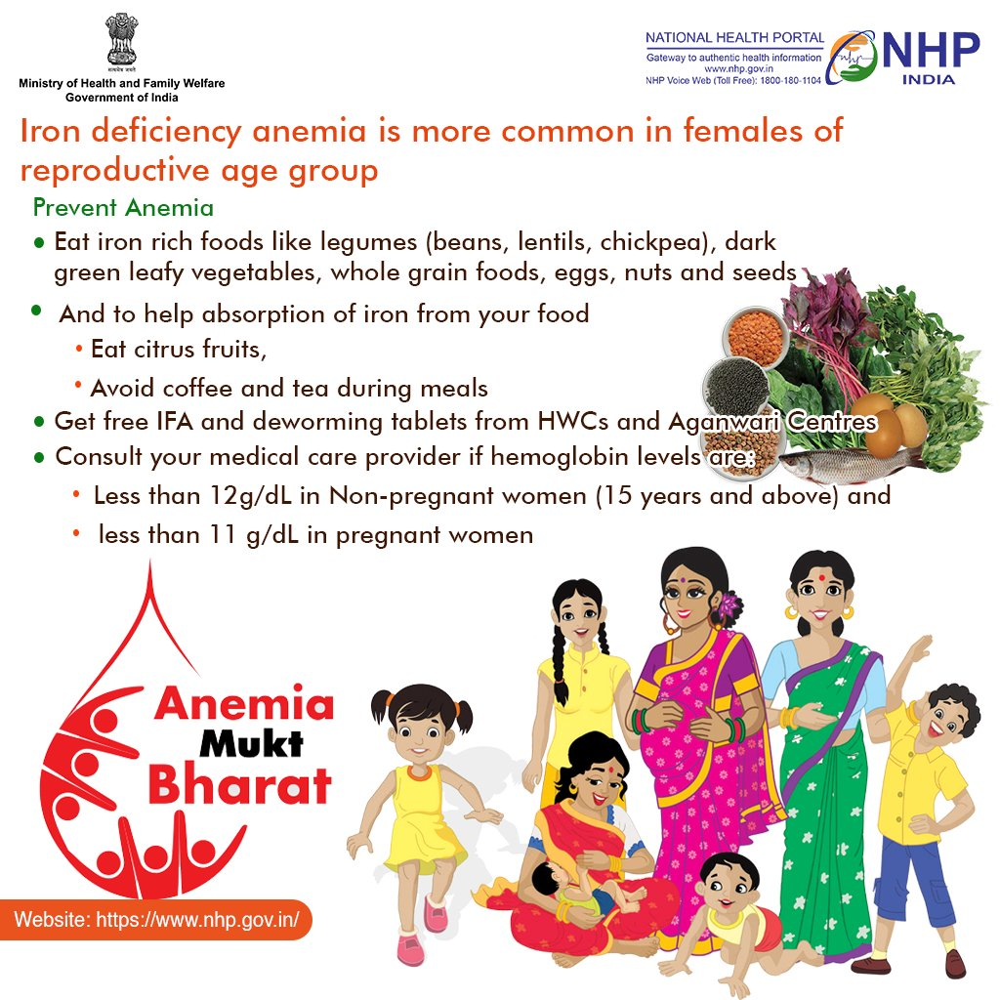 सत्यमेव जयते
Ministry of Health and Family Welfare
Government of India
NATIONAL HEALTH PORTAL
Gateway to authentic health information
www.nhp.gov.in
NHP Voice Web (Toll Free): 1800-180-1104
nhp
NHP
INDIA
Iron deficiency anemia is more common in females of
reproductive age group
Prevent Anemia
• Eat iron rich foods like legumes (beans, lentils, chickpea), dark
green leafy vegetables, whole grain foods, eggs, nuts and seeds
• And to help absorption of iron from your food
• Eat citrus fruits,
• Avoid coffee and tea during meals
• Get free IFA and deworming tablets from HWCs and Aganwari Centres
• Consult your medical care provider if hemoglobin levels are:
• Less than 12g/dL in Non-pregnant women (15 years and above) and
• less than 11 g/dL in pregnant women
Anemia
Mukt
Bharat
Website: https://www.nhp.gov.in/